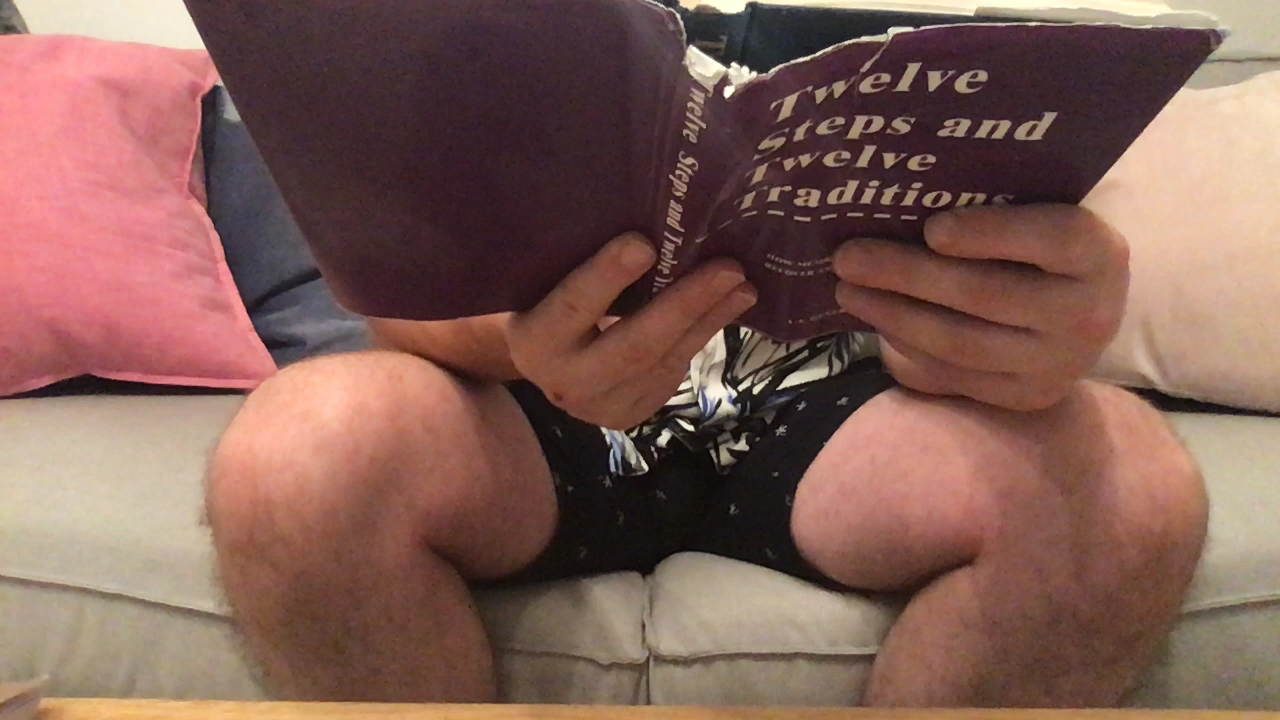 Twelve
Steps and
Twelve
Traditions
Twelve Steps and Twelve